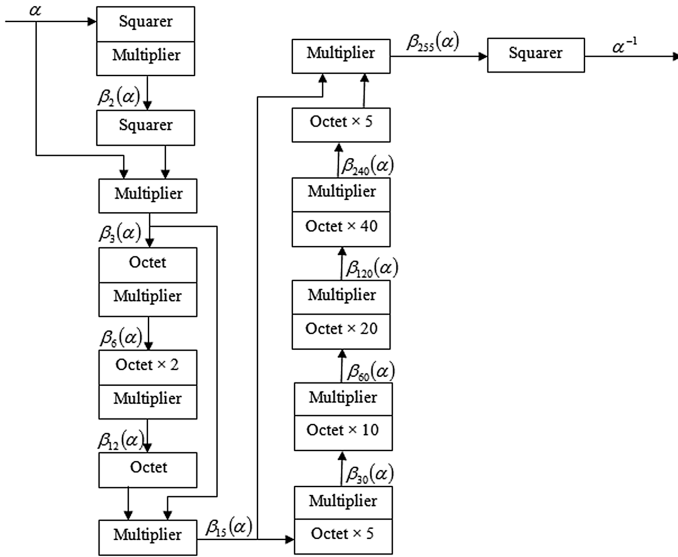 α
Squarer
Multiplier
β₂(α)
Squarer
Multiplier
β₃(α)
Octet
Multiplier
β₆(α)
Octet × 2
Multiplier
β₁₂(α)
Octet
Multiplier
β₁₅(α)
Multiplier
Octet × 5
β₃₀(α)
Multiplier
Octet × 10
β₆₀(α)
Multiplier
Octet × 20
β₁₂₀(α)
Multiplier
Octet × 40
β₂₄₀(α)
Octet × 5
Multiplier
β₂₅₅(α)
Squarer
α⁻¹